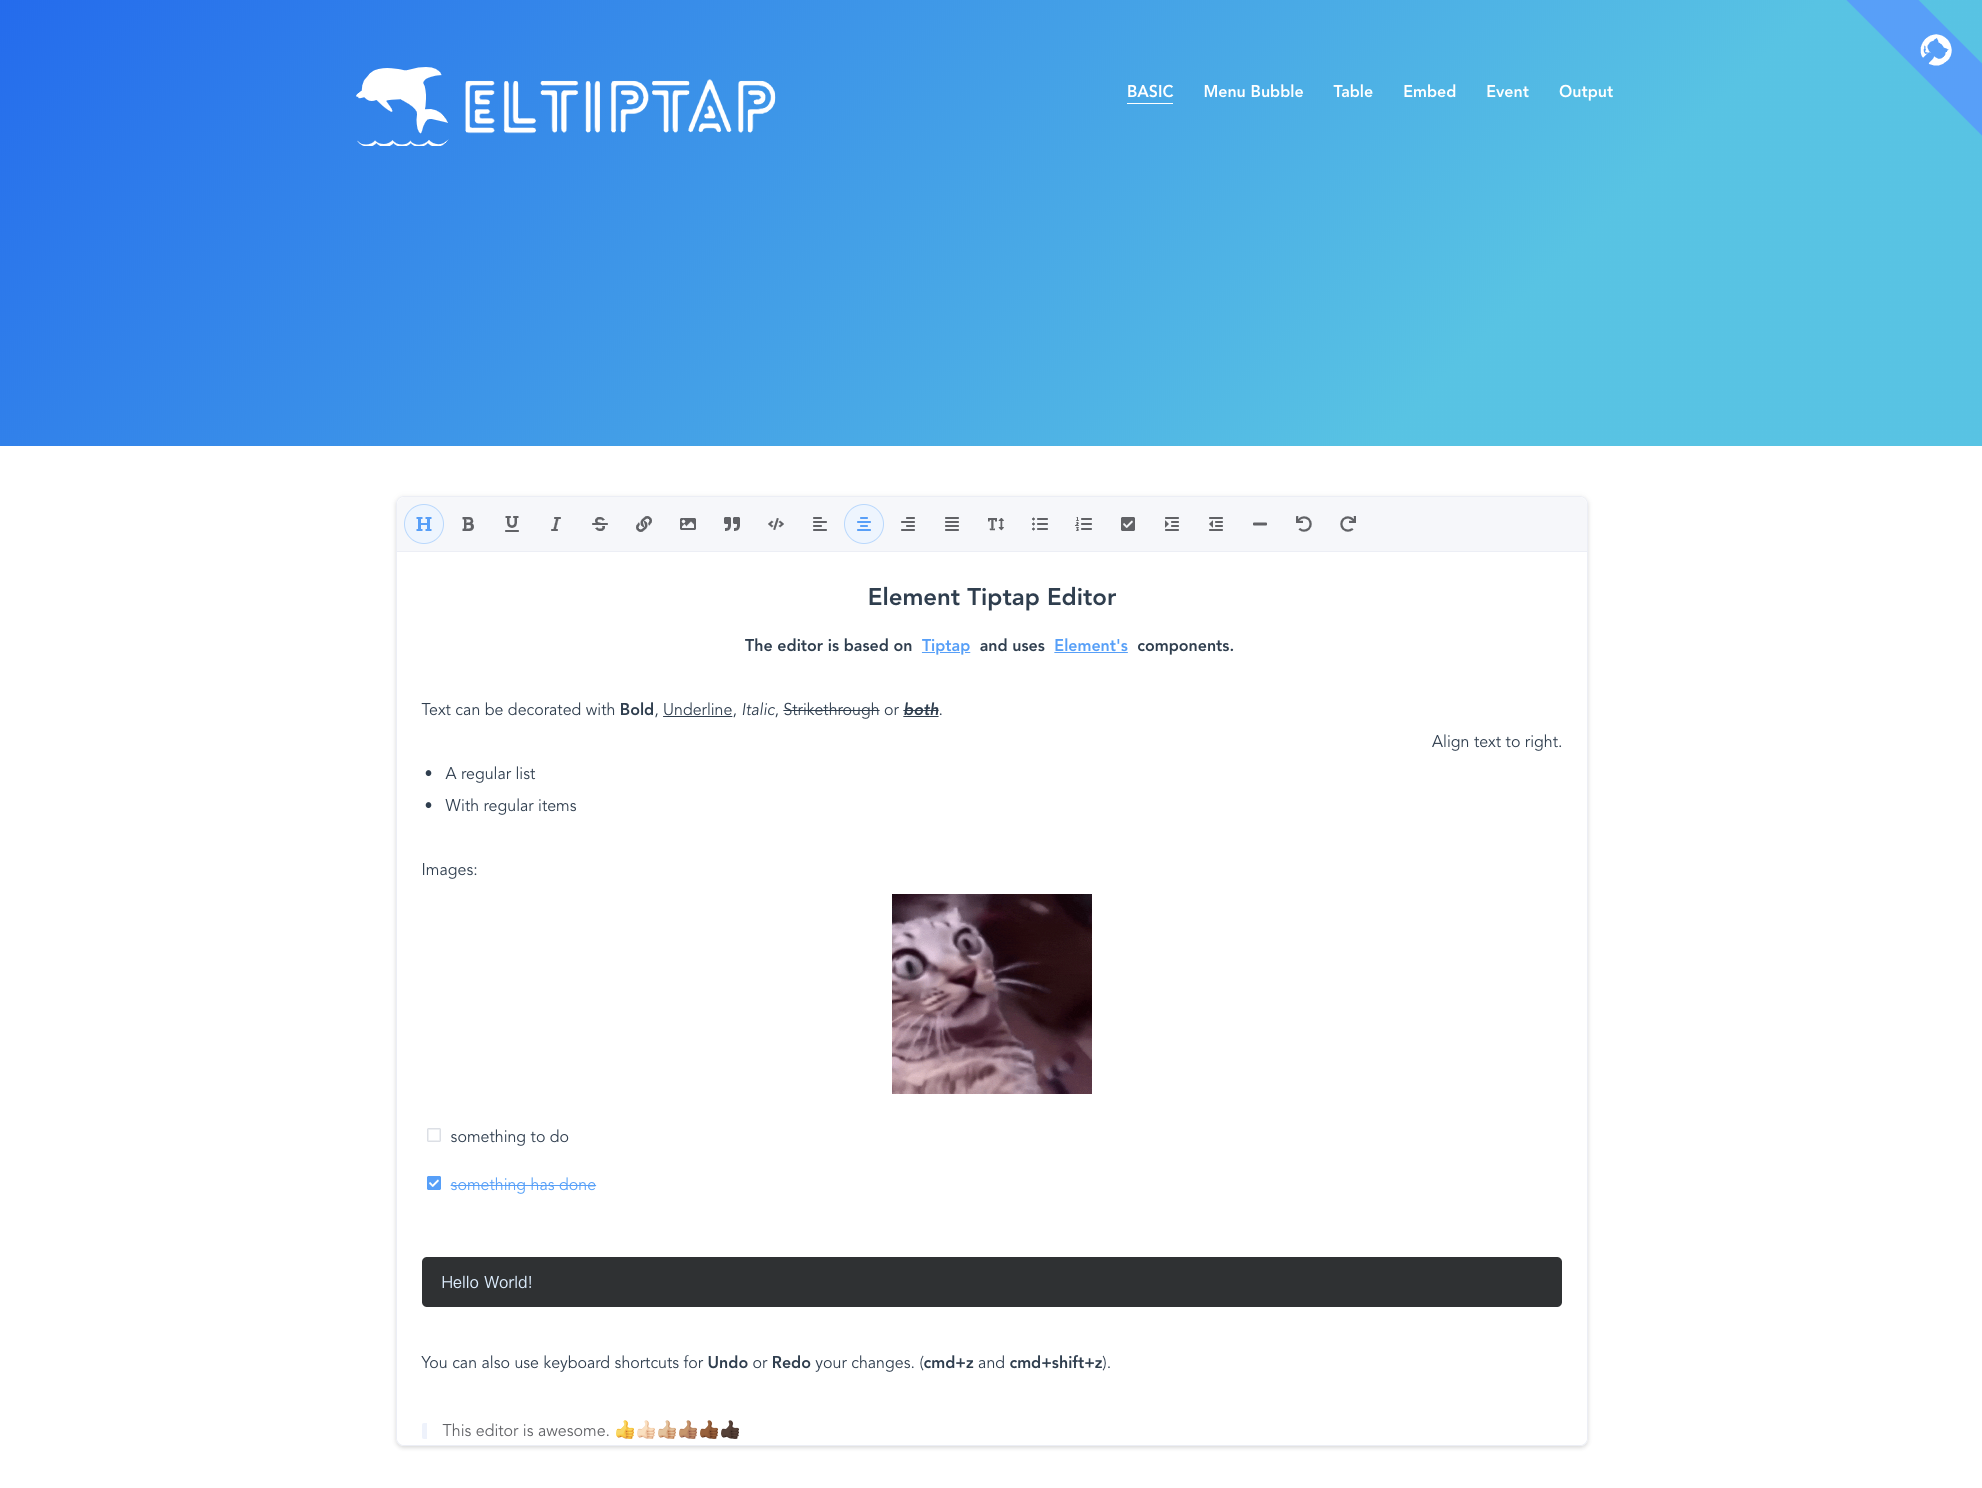 ELTIPTAP
BASIC Menu Bubble Table Embed Event Output
Element Tiptap Editor
The editor is based on Tiptap and uses Element's components.
Text can be decorated with Bold, Underline, Italic, Strikethrough or both.
Align text to right.
• A regular list
• With regular items
Images:
something to do
something has done
Hello World!
You can also use keyboard shortcuts for Undo or Redo your changes. (cmd+z and cmd+shift+z).
This editor is awesome. 👍👍🏻👍🏼👍🏽👍🏾👍🏿